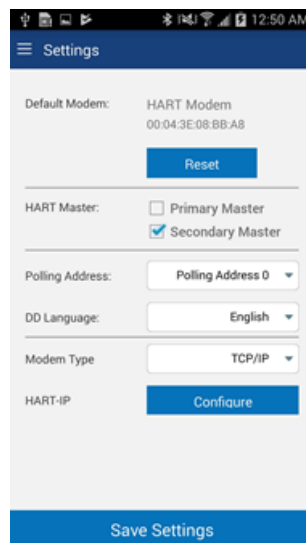 12:50 AM
Settings
Default Modem:
HART Modem
00:04:3E:08:BB:A8
Reset
HART Master:
Primary Master
Secondary Master
Polling Address:
Polling Address 0
DD Language:
English
Modem Type
TCP/IP
HART-IP
Configure
Save Settings